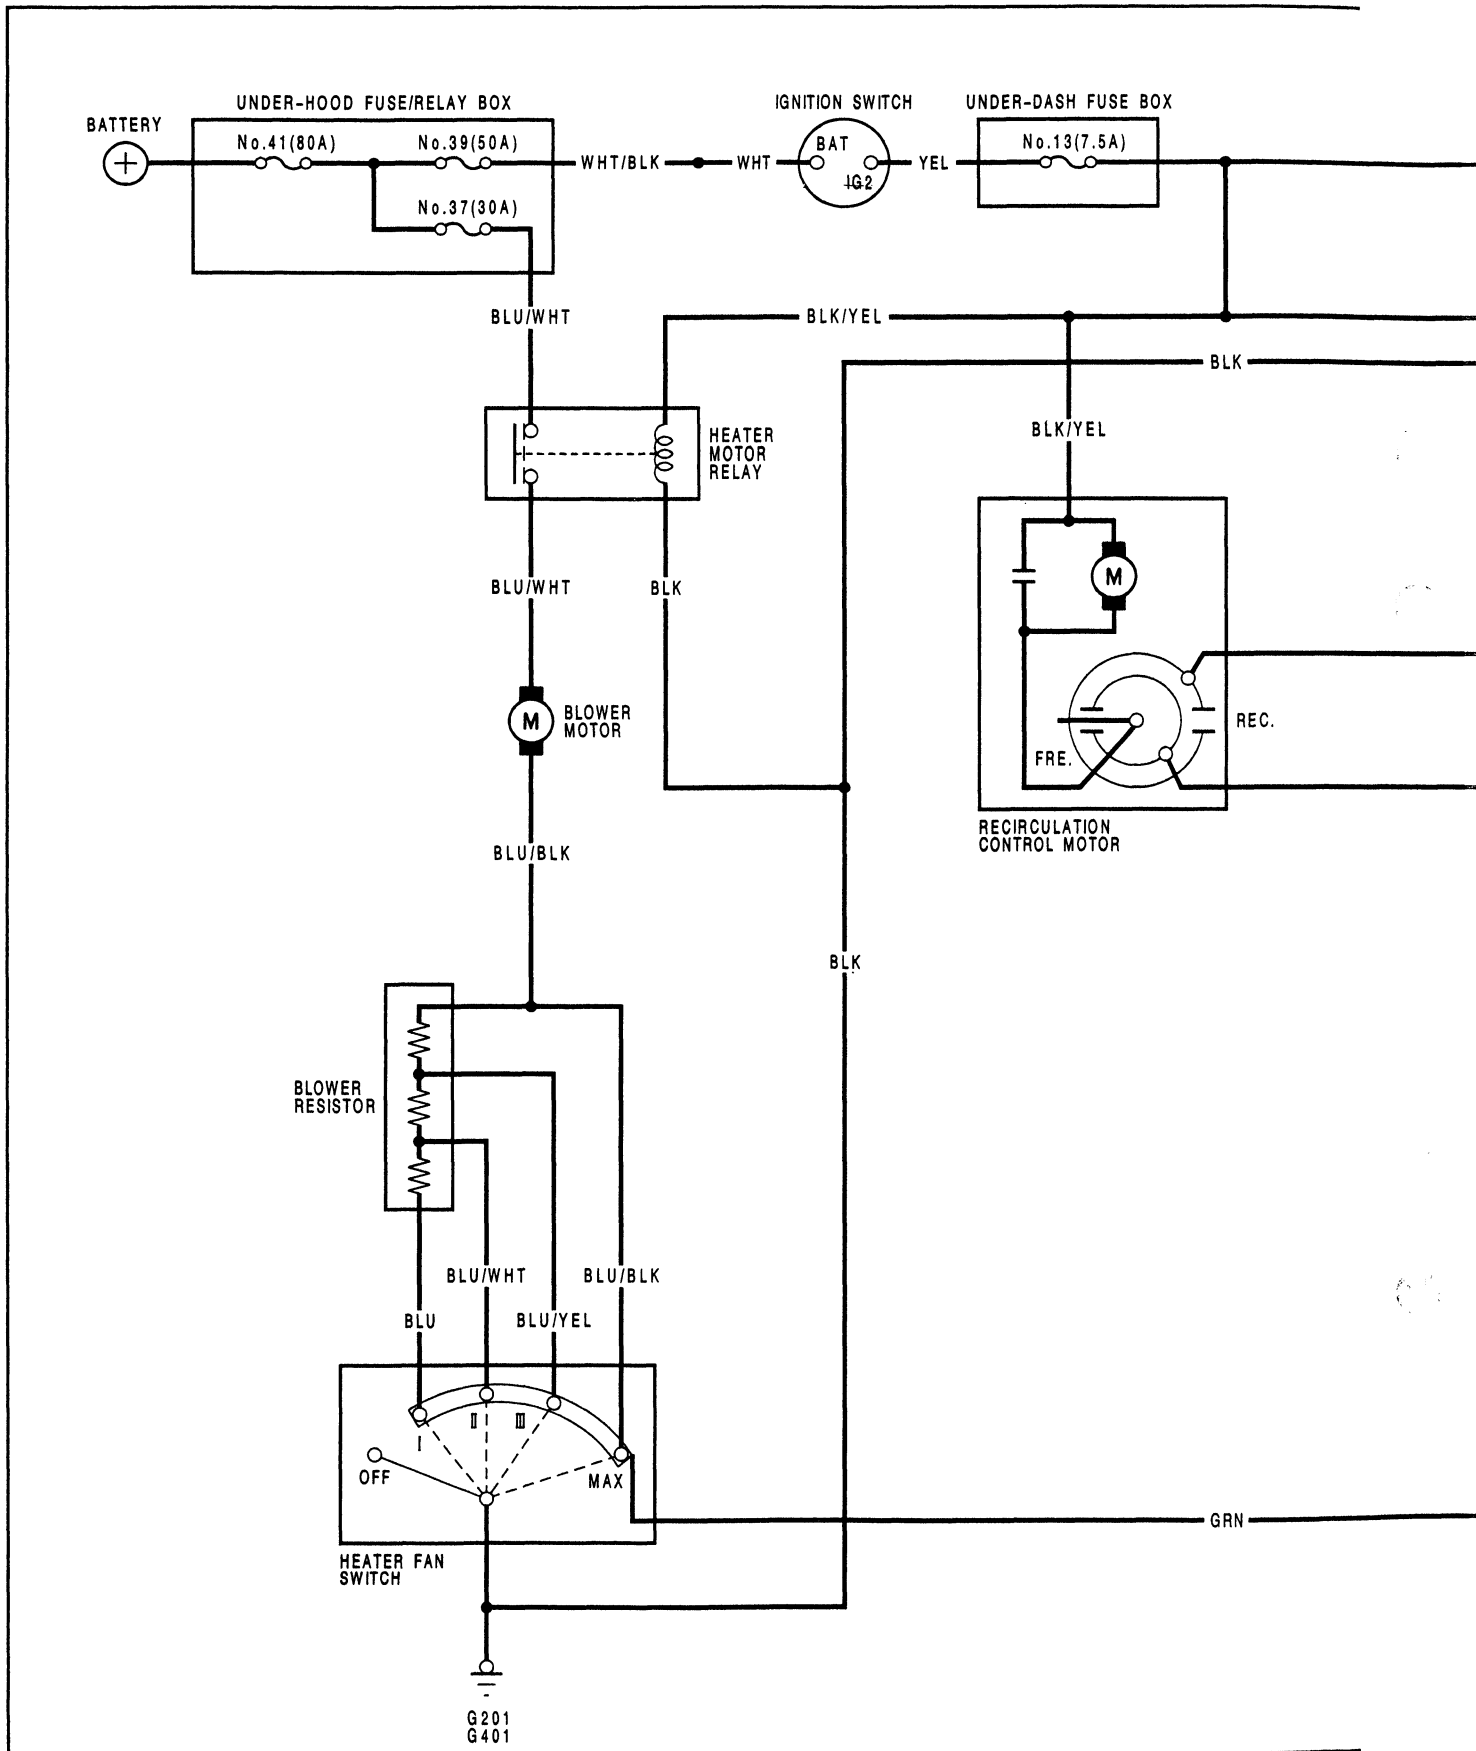 UNDER-HOOD FUSE/RELAY BOX
IGNITION SWITCH
UNDER-DASH FUSE BOX
BATTERY
No.41(80A)
No.39(50A)
BAT
No.13(7.5A)
+
WHT/BLK
WHT
YEL
IG2
No.37(30A)
BLU/WHT
BLK/YEL
BLK
BLK/YEL
HEATER
MOTOR
RELAY
BLU/WHT
BLK
M
M
BLOWER
MOTOR
REC.
FRE.
RECIRCULATION
CONTROL MOTOR
BLU/BLK
BLK
BLOWER
RESISTOR
BLU/WHT
BLU/BLK
BLU
BLU/YEL
I
II
III
OFF
MAX
GRN
HEATER FAN
SWITCH
G201
G401